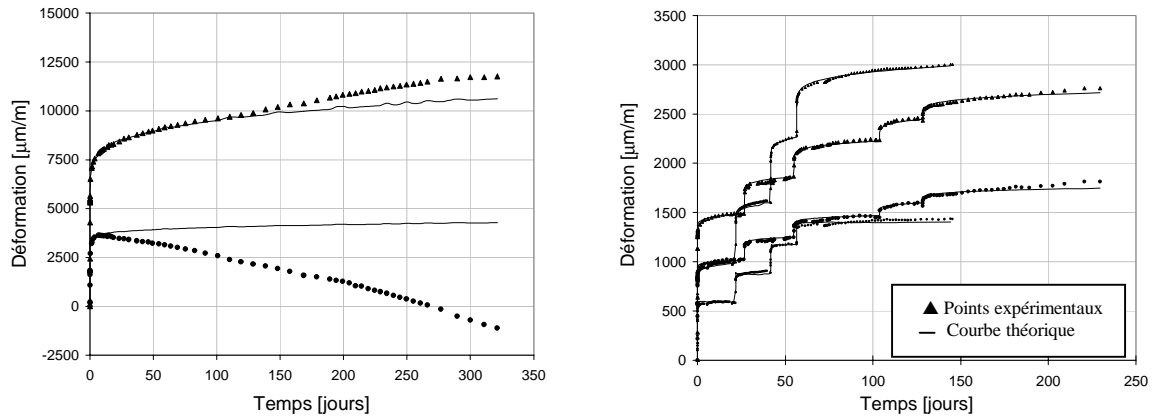 Déformation [µm/m]
15000
12500
10000
7500
5000
2500
0
-2500
0 50 100 150 200 250 300 350
Temps [jours]
Déformation [µm/m]
3500
3000
2500
2000
1500
1000
500
0
0 50 100 150 200 250
Temps [jours]
Points expérimentaux
Courbe théorique